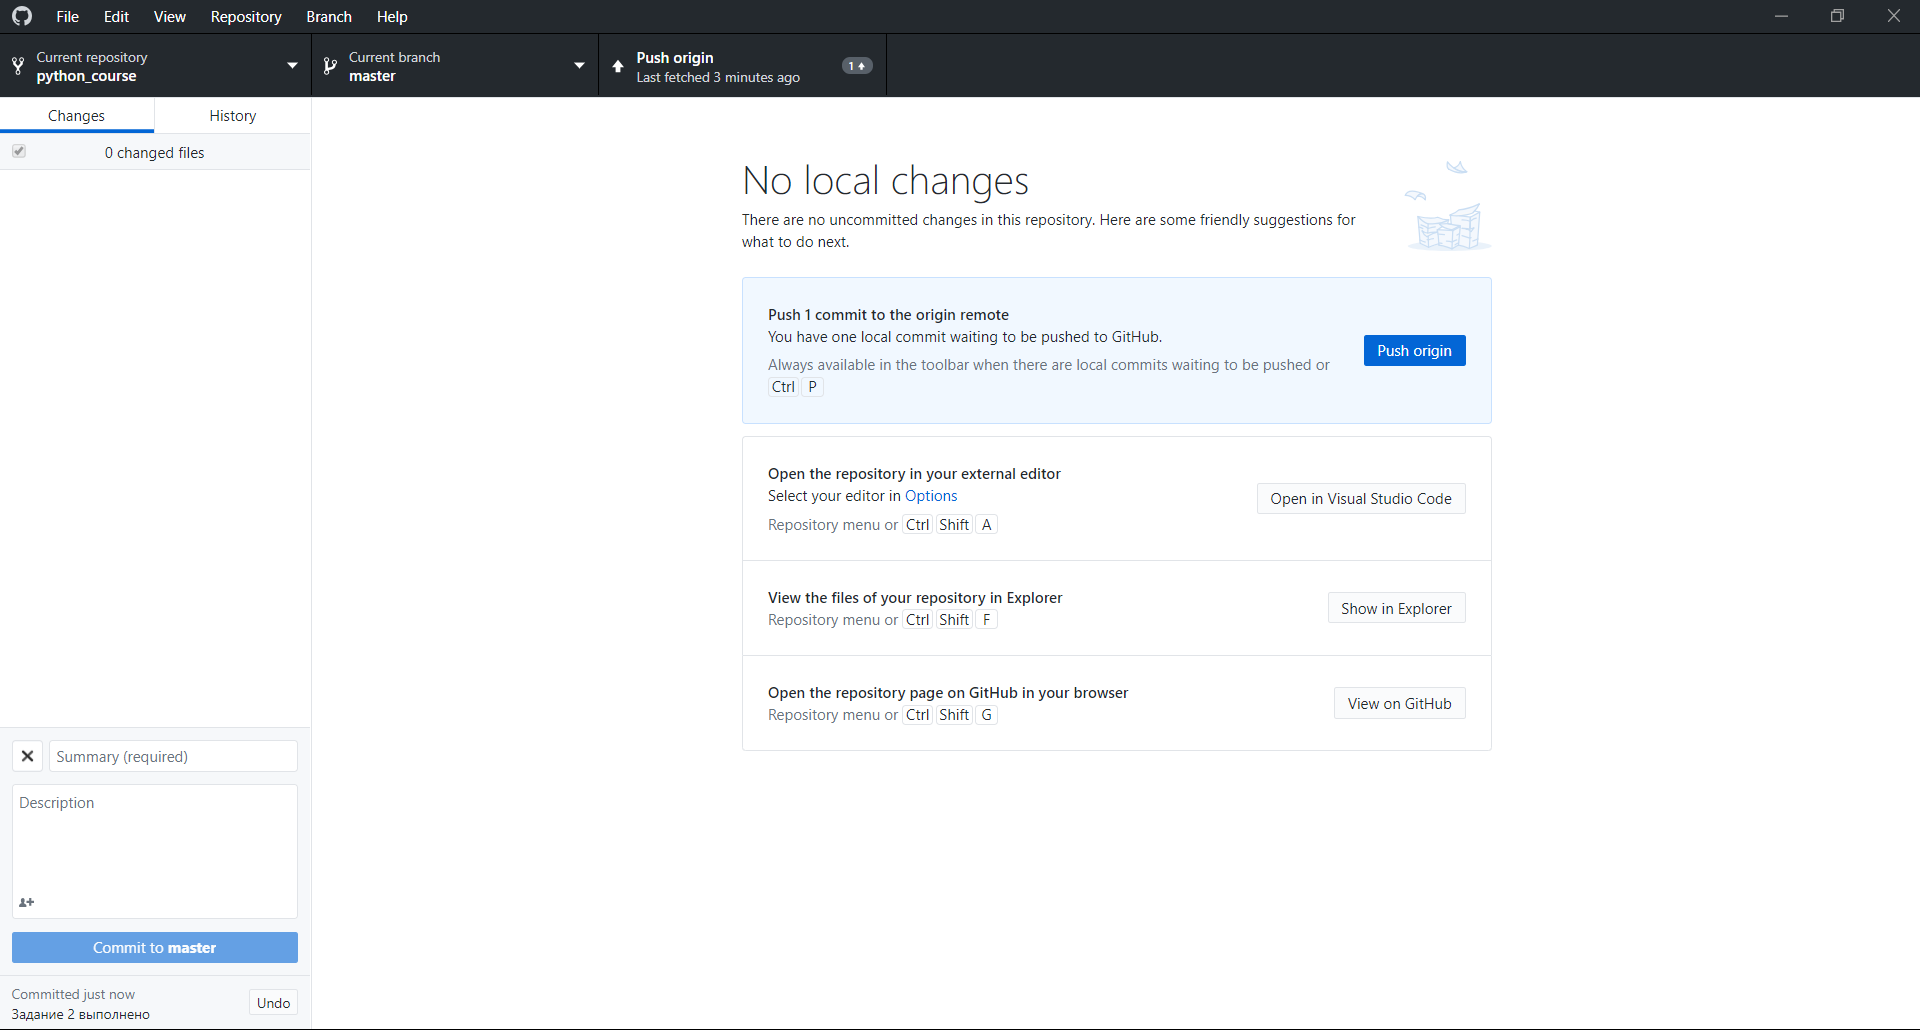 File Edit View Repository Branch Help
Current repository
python_course
Current branch
master
Push origin
Last fetched 3 minutes ago
1
Changes
History
0 changed files
No local changes
There are no uncommitted changes in this repository. Here are some friendly suggestions for
what to do next.
Push 1 commit to the origin remote
You have one local commit waiting to be pushed to GitHub.
Always available in the toolbar when there are local commits waiting to be pushed or
Ctrl P
Push origin
Open the repository in your external editor
Select your editor in Options
Repository menu or Ctrl Shift A
Open in Visual Studio Code
View the files of your repository in Explorer
Repository menu or Ctrl Shift F
Show in Explorer
Open the repository page on GitHub in your browser
Repository menu or Ctrl Shift G
View on GitHub
Summary (required)
Description
Commit to master
Committed just now
Задание 2 выполнено
Undo